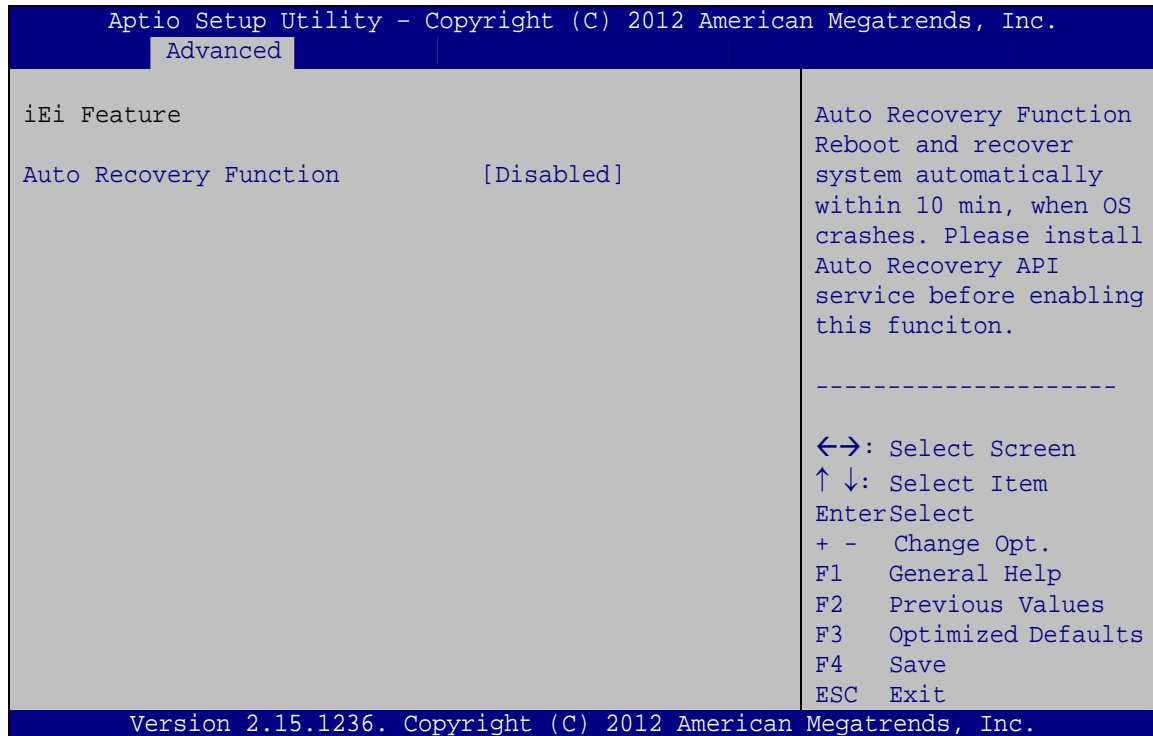 Aptio Setup Utility – Copyright (C) 2012 American Megatrends, Inc.
Advanced
iEi Feature
Auto Recovery Function [Disabled]
Auto Recovery Function
Reboot and recover
system automatically
within 10 min, when OS
crashes. Please install
Auto Recovery API
service before enabling
this funciton.
---------------------
←→: Select Screen
↑ ↓: Select Item
EnterSelect
+ - Change Opt.
F1 General Help
F2 Previous Values
F3 Optimized Defaults
F4 Save
ESC Exit
Version 2.15.1236. Copyright (C) 2012 American Megatrends, Inc.